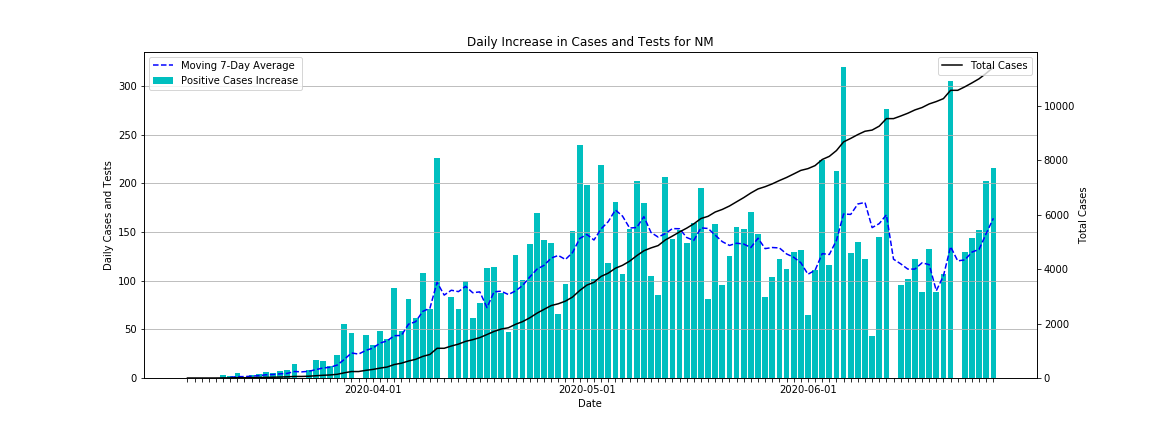 Daily Increase in Cases and Tests for NM
Moving 7-Day Average
Positive Cases Increase
Total Cases
300
250
200
150
100
50
0
Daily Cases and Tests
10000
8000
6000
4000
2000
0
Total Cases
2020-04-01
2020-05-01
2020-06-01
Date